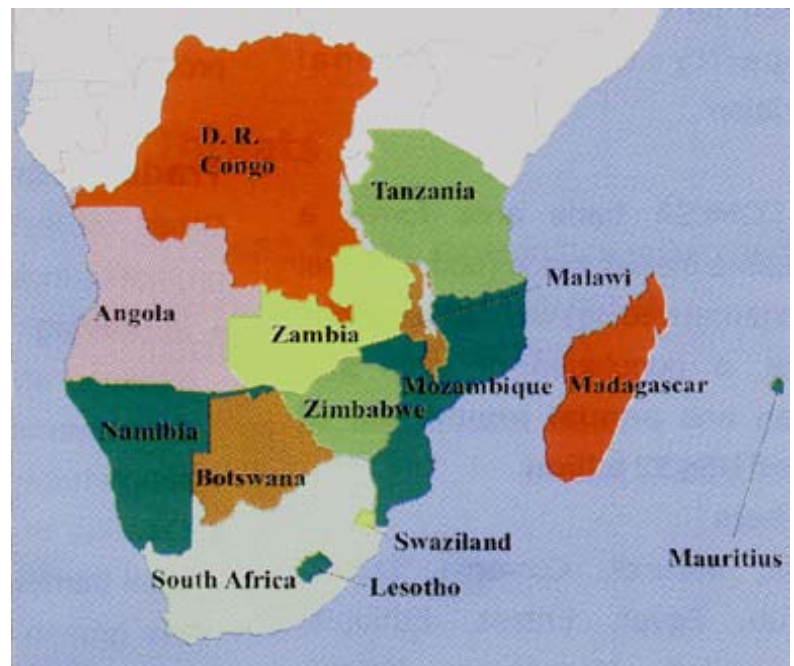 D. R.
Congo
Tanzania
Malawi
Angola
Zambia
Mozambique
Madagascar
Zimbabwe
Namibia
Botswana
Swaziland
Mauritius
South Africa
Lesotho